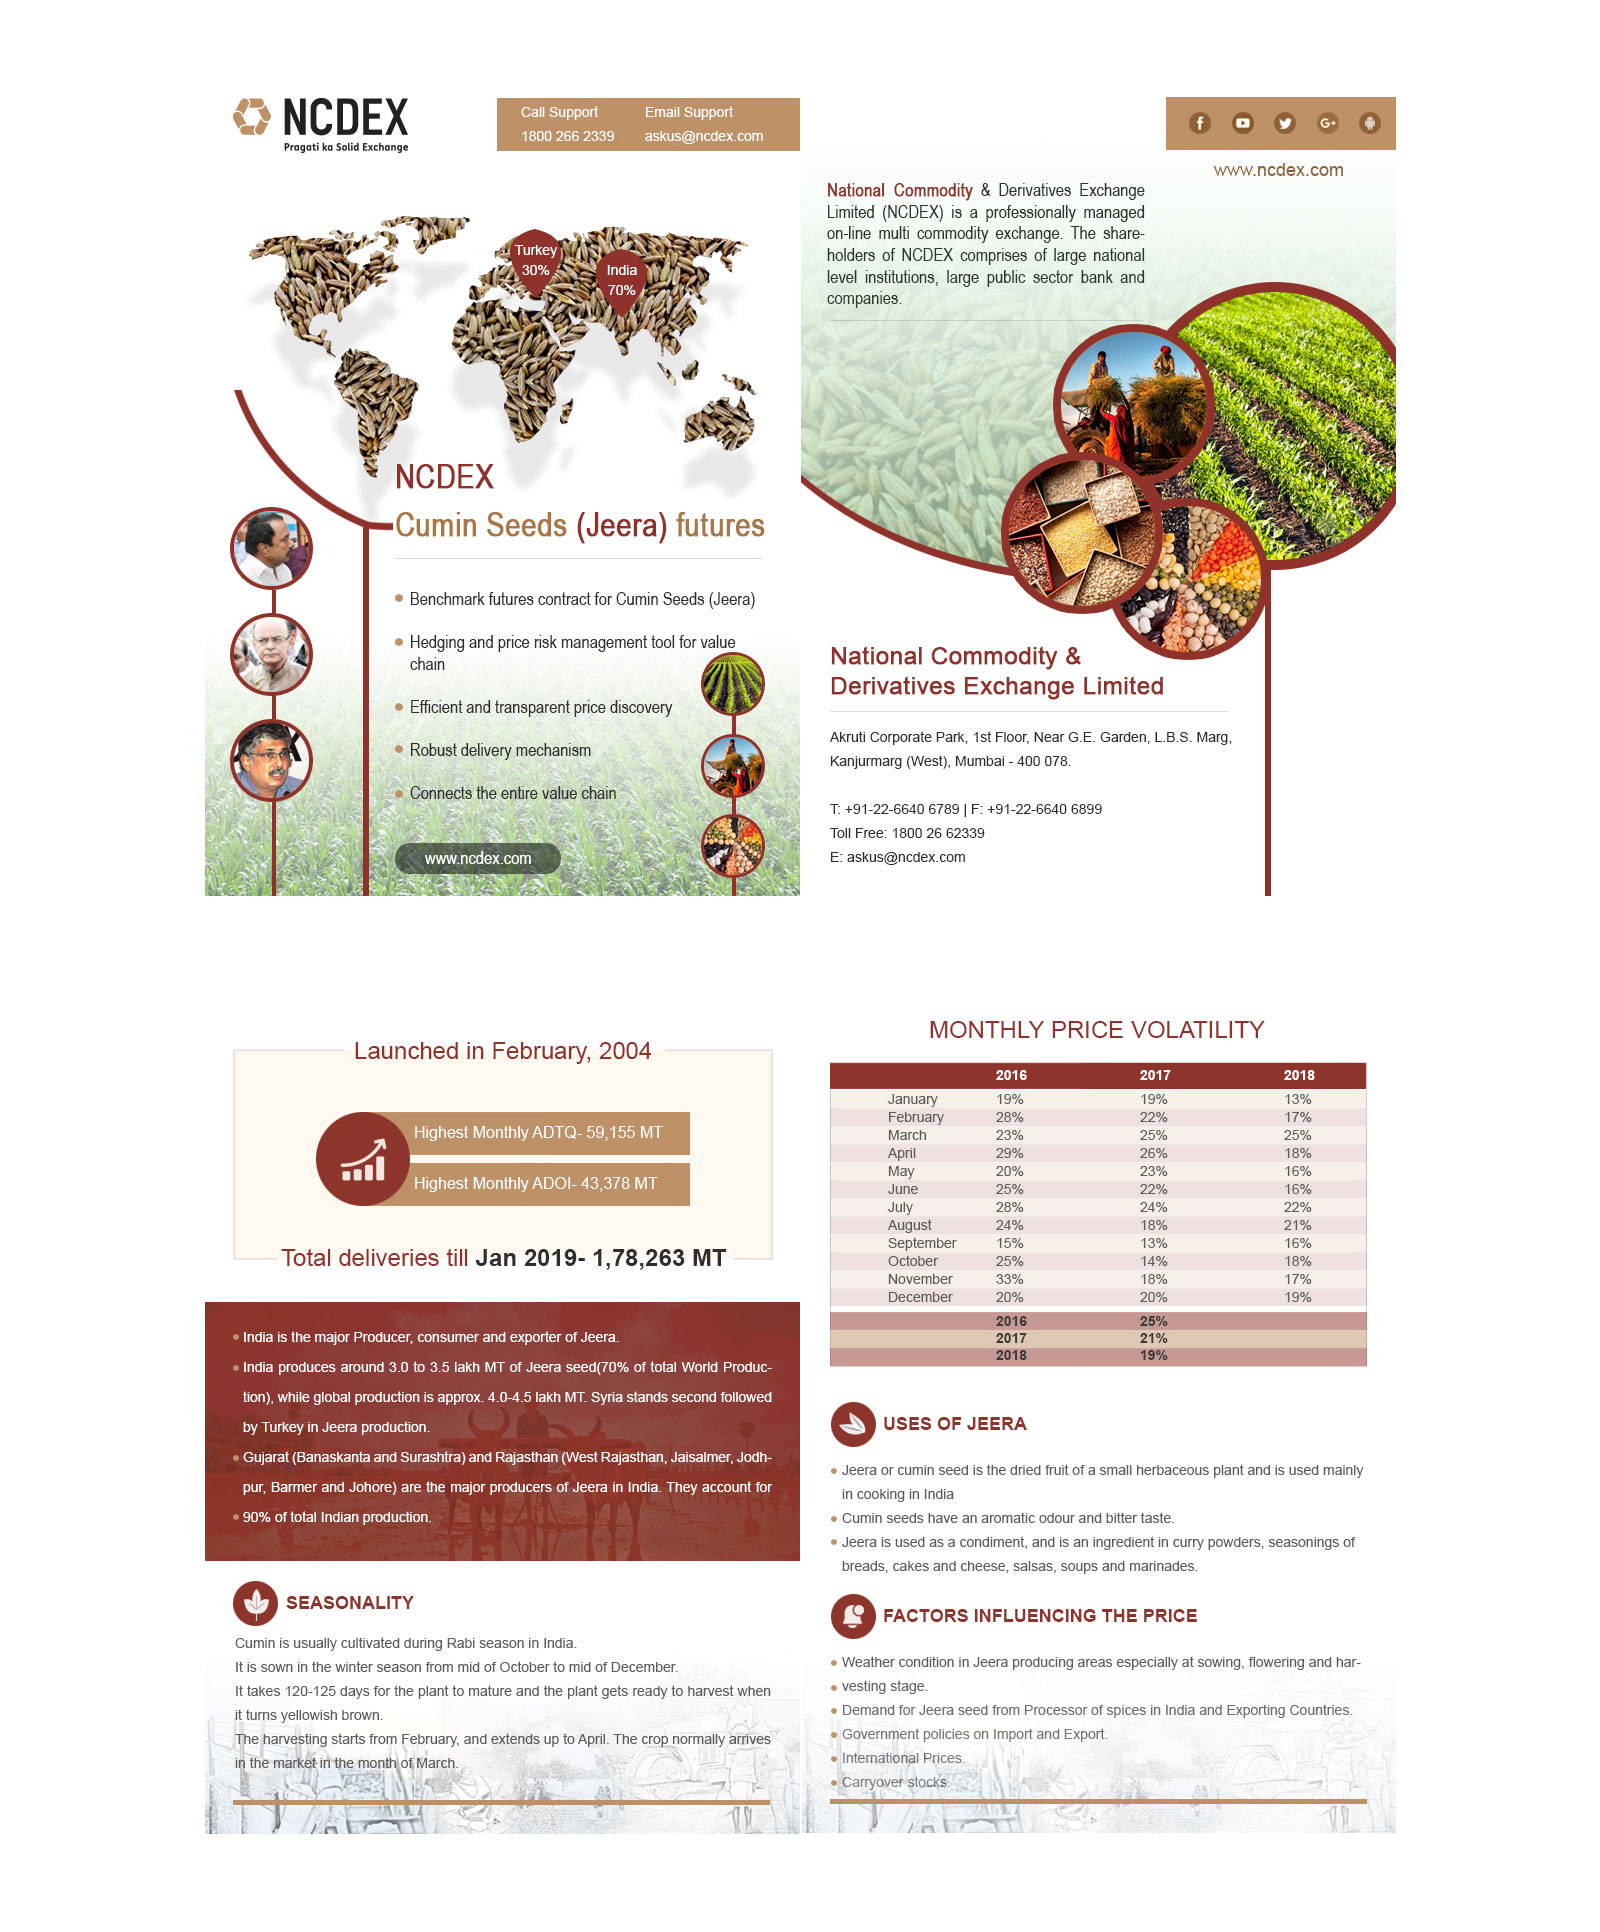 NCDEX
Pragati ka Solid Exchange
Call Support Email Support
1800 266 2339 askus@ncdex.com
Turkey
30%
India
70%
NCDEX
Cumin Seeds (Jeera) futures
Benchmark futures contract for Cumin Seeds (Jeera)
Hedging and price risk management tool for value
chain
Efficient and transparent price discovery
Robust delivery mechanism
Connects the entire value chain
www.ncdex.com
www.ncdex.com
National Commodity & Derivatives Exchange
Limited (NCDEX) is a professionally managed
on-line multi commodity exchange. The share-
holders of NCDEX comprises of large national
level institutions, large public sector bank and
companies.
National Commodity &
Derivatives Exchange Limited
Akruti Corporate Park, 1st Floor, Near G.E. Garden, L.B.S. Marg,
Kanjurmarg (West), Mumbai - 400 078.
T: +91-22-6640 6789 | F: +91-22-6640 6899
Toll Free: 1800 26 62339
E: askus@ncdex.com
Launched in February, 2004
Highest Monthly ADTQ- 59,155 MT
Highest Monthly ADOI- 43,378 MT
Total deliveries till Jan 2019- 1,78,263 MT
India is the major Producer, consumer and exporter of Jeera.
India produces around 3.0 to 3.5 lakh MT of Jeera seed(70% of total World Produc-
tion), while global production is approx. 4.0-4.5 lakh MT. Syria stands second followed
by Turkey in Jeera production.
Gujarat (Banaskanta and Surashtra) and Rajasthan (West Rajasthan, Jaisalmer, Jodh-
pur, Barmer and Johore) are the major producers of Jeera in India. They account for
90% of total Indian production.
SEASONALITY
Cumin is usually cultivated during Rabi season in India.
It is sown in the winter season from mid of October to mid of December.
It takes 120-125 days for the plant to mature and the plant gets ready to harvest when
it turns yellowish brown.
The harvesting starts from February, and extends up to April. The crop normally arrives
in the market in the month of March.
MONTHLY PRICE VOLATILITY
2016 2017 2018
January 19% 19% 13%
February 28% 22% 17%
March 23% 25% 25%
April 29% 26% 18%
May 20% 23% 16%
June 25% 22% 16%
July 28% 24% 22%
August 24% 18% 21%
September 15% 13% 16%
October 25% 14% 18%
November 33% 18% 17%
December 20% 20% 19%
2016 25%
2017 21%
2018 19%
USES OF JEERA
Jeera or cumin seed is the dried fruit of a small herbaceous plant and is used mainly
in cooking in India
Cumin seeds have an aromatic odour and bitter taste.
Jeera is used as a condiment, and is an ingredient in curry powders, seasonings of
breads, cakes and cheese, salsas, soups and marinades.
FACTORS INFLUENCING THE PRICE
Weather condition in Jeera producing areas especially at sowing, flowering and har-
vesting stage.
Demand for Jeera seed from Processor of spices in India and Exporting Countries.
Government policies on Import and Export.
International Prices.
Carryover stocks.